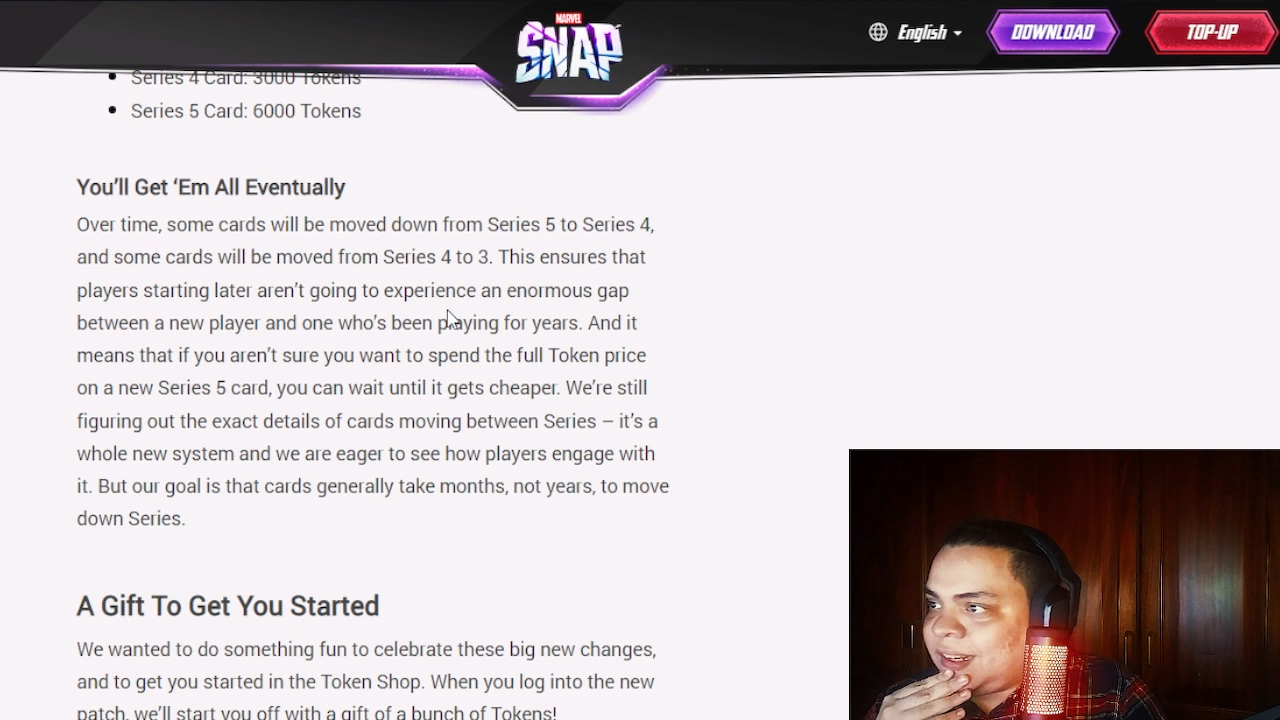 MARVEL
SNAP
English
DOWNLOAD
TOP-UP
Series 4 Card: 3000 Tokens
Series 5 Card: 6000 Tokens
You’ll Get ‘Em All Eventually
Over time, some cards will be moved down from Series 5 to Series 4,
and some cards will be moved from Series 4 to 3. This ensures that
players starting later aren’t going to experience an enormous gap
between a new player and one who’s been playing for years. And it
means that if you aren’t sure you want to spend the full Token price
on a new Series 5 card, you can wait until it gets cheaper. We’re still
figuring out the exact details of cards moving between Series – it’s a
whole new system and we are eager to see how players engage with
it. But our goal is that cards generally take months, not years, to move
down Series.
A Gift To Get You Started
We wanted to do something fun to celebrate these big new changes,
and to get you started in the Token Shop. When you log into the new
patch, we’ll start you off with a gift of a bunch of Tokens!